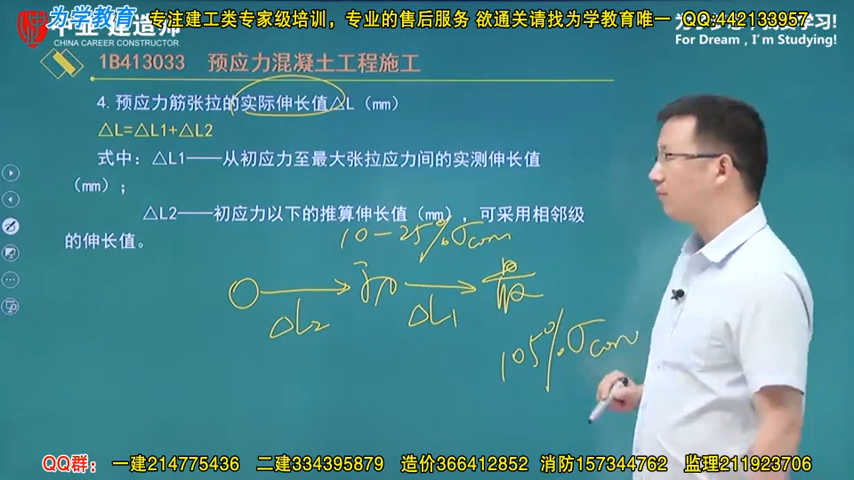 为学教育 专注建工类专家级培训，专业的售后服务 欲通关请找为学教育唯一 QQ:442133957
CHINA CAREER CONSTRUCTOR
For Dream, I'm Studying!
1B413033 预应力混凝土工程施工
4. 预应力筋张拉的实际伸长值△L（mm）
△L=△L1+△L2
式中：△L1——从初应力至最大张拉应力间的实测伸长值
（mm）；
△L2——初应力以下的推算伸长值（mm），可采用相邻级
的伸长值。
10-25%σcon
0 → 初 → 最终
△L2 △L1
105%σcon
QQ群： 一建214775436 二建334395879 造价366412852 消防157344762 监理211923706